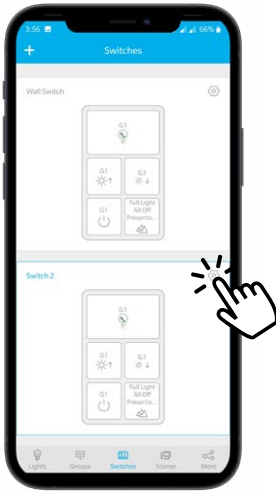 3:56 66%
+ Switches
Wall Switch
G1
G1 G1
G1 Full Light
All Off
Presenta...
Switch 2
G1
G1 G1
G1 Full Light
All Off
Presenta...
Lights Groups Switches Scenes More